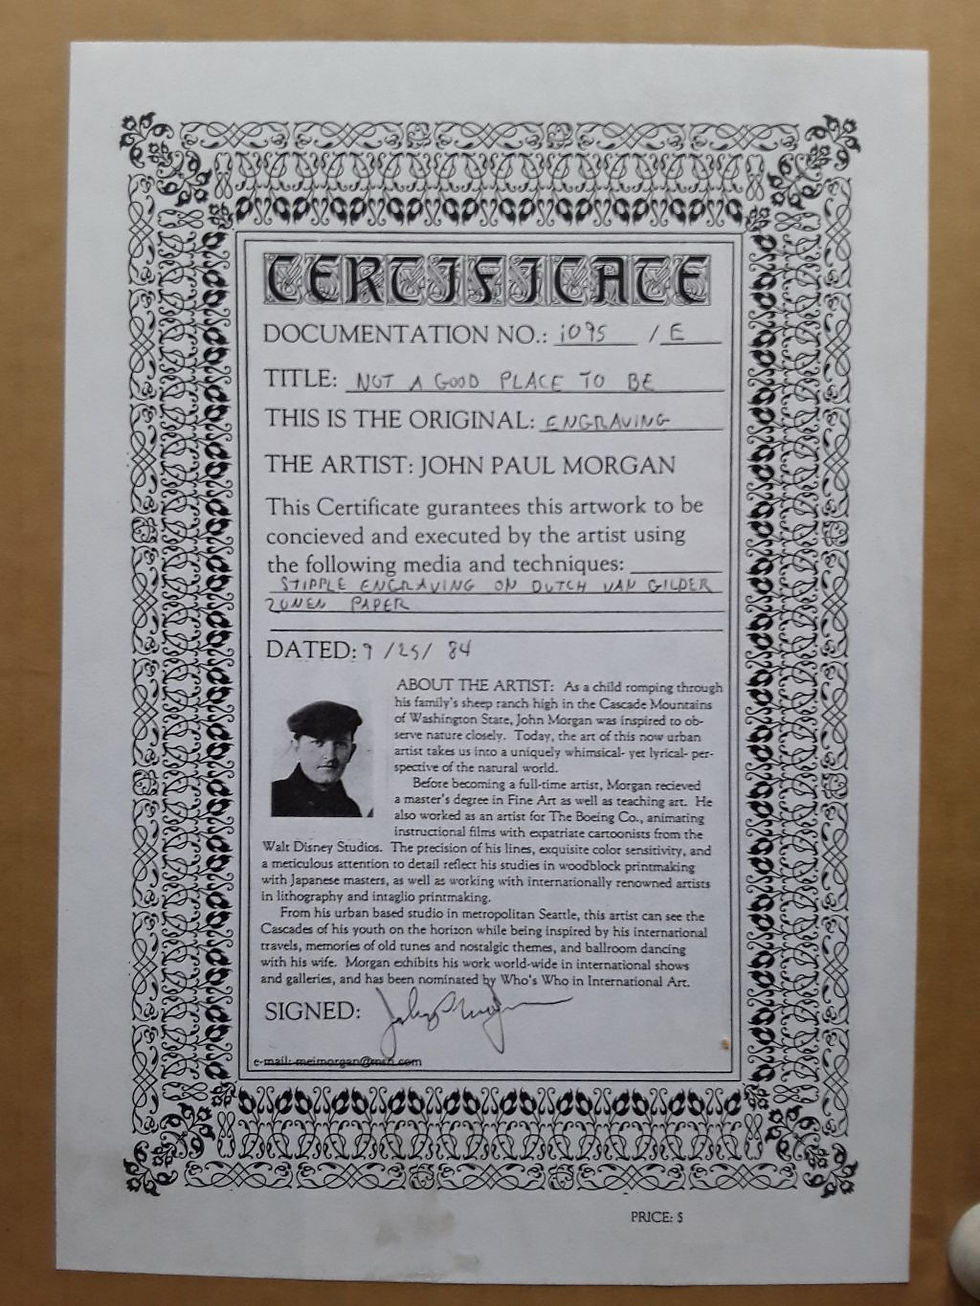 CERTIFICATE
DOCUMENTATION NO.: 1095 / E
TITLE: NOT A GOOD PLACE TO BE
THIS IS THE ORIGINAL: ENGRAVING
THE ARTIST: JOHN PAUL MORGAN
This Certificate gurantees this artwork to be
concieved and executed by the artist using
the following media and techniques:
STIPPLE ENGRAVING ON DUTCH VAN GILDER
ZONEN PAPER
DATED: 9/25/84
ABOUT THE ARTIST: As a child romping through
his family's sheep ranch high in the Cascade Mountains
of Washington State, John Morgan was inspired to ob-
serve nature closely. Today, the art of this now urban
artist takes us into a uniquely whimsical- yet lyrical- per-
spective of the natural world.
Before becoming a full-time artist, Morgan recieved
a master's degree in Fine Art as well as teaching art. He
also worked as an artist for The Boeing Co., animating
instructional films with expatriate cartoonists from the
Walt Disney Studios. The precision of his lines, exquisite color sensitivity, and
a meticulous attention to detail reflect his studies in woodblock printmaking
with Japanese masters, as well as working with internationally renowned artists
in lithography and intaglio printmaking.
From his urban based studio in metropolitan Seattle, this artist can see the
Cascades of his youth on the horizon while being inspired by his international
travels, memories of old tunes and nostalgic themes, and ballroom dancing
with his wife. Morgan exhibits his work world-wide in international shows
and galleries, and has been nominated by Who's Who in International Art.
SIGNED: John P Morgan
e-mail: meimorgan@msn.com
PRICE: $